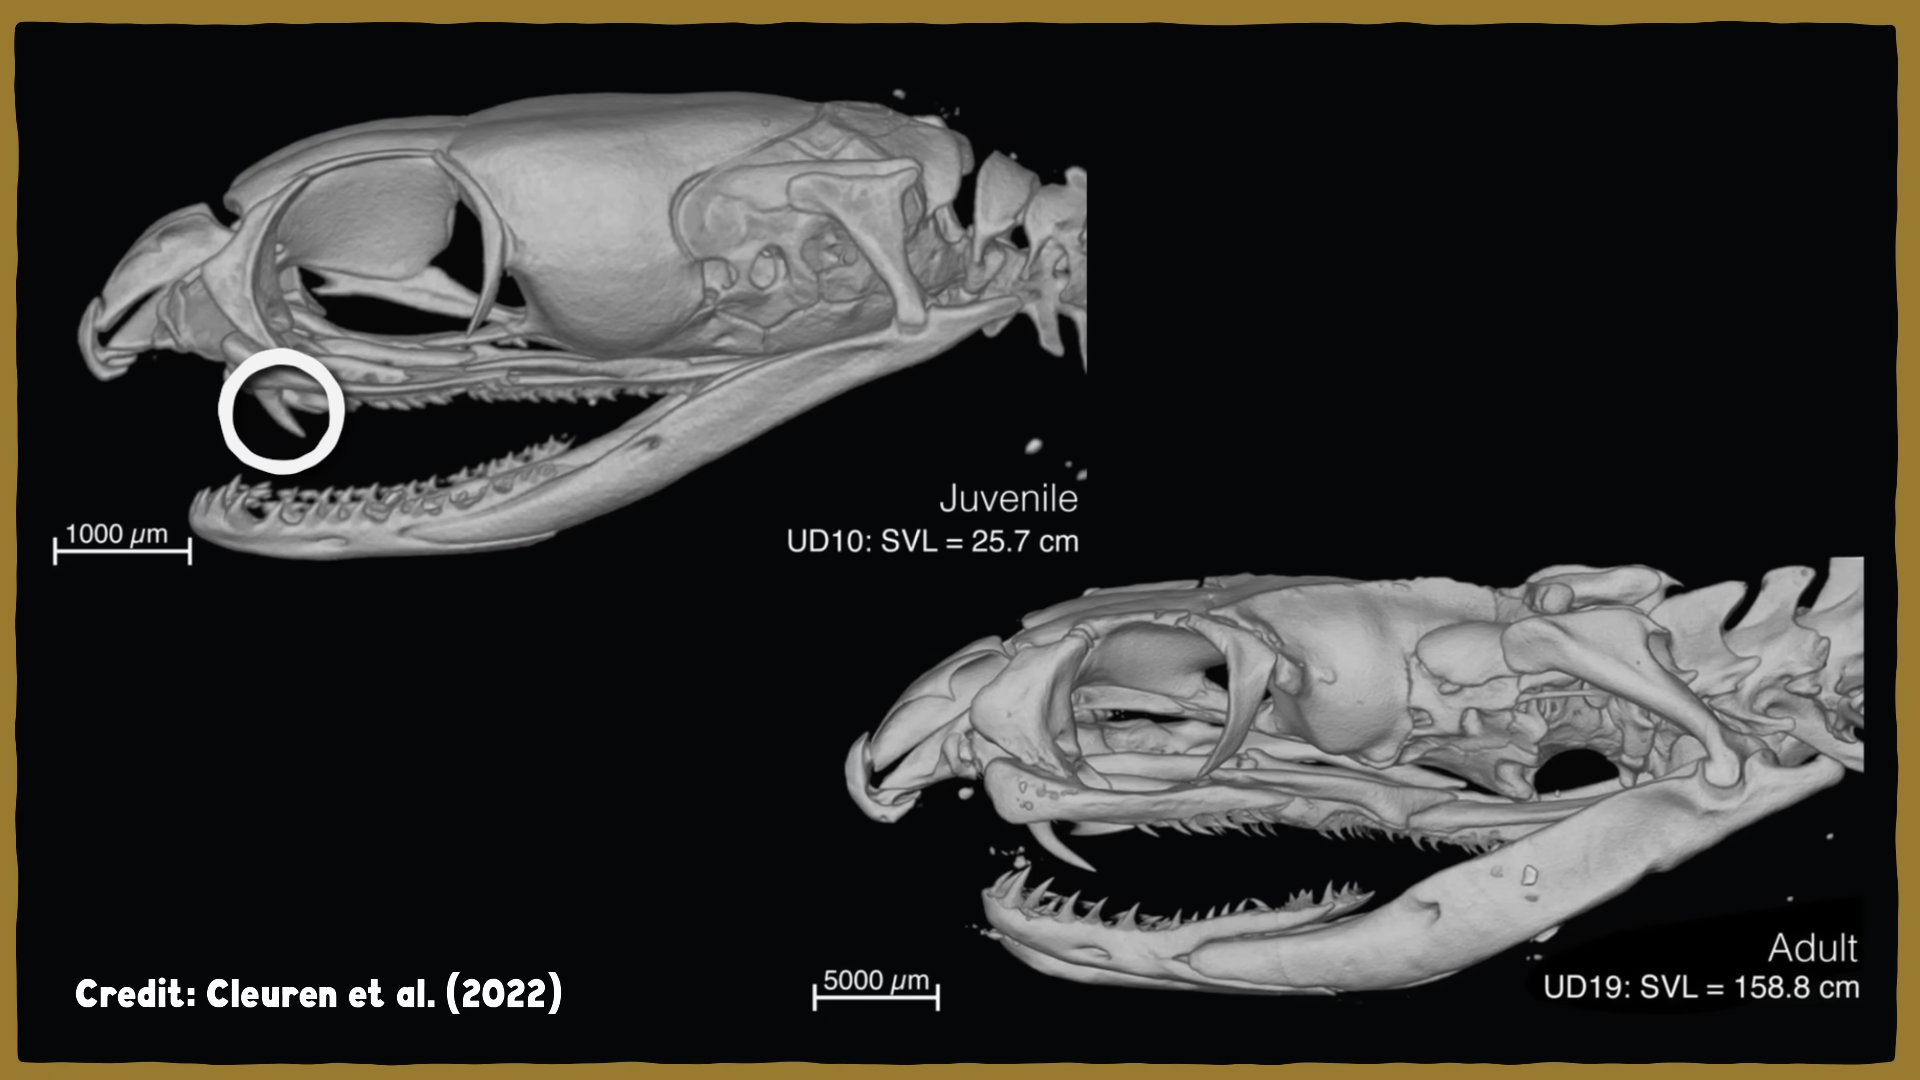 1000 µm
Juvenile
UD10: SVL = 25.7 cm
5000 µm
Adult
UD19: SVL = 158.8 cm
Credit: Cleuren et al. (2022)